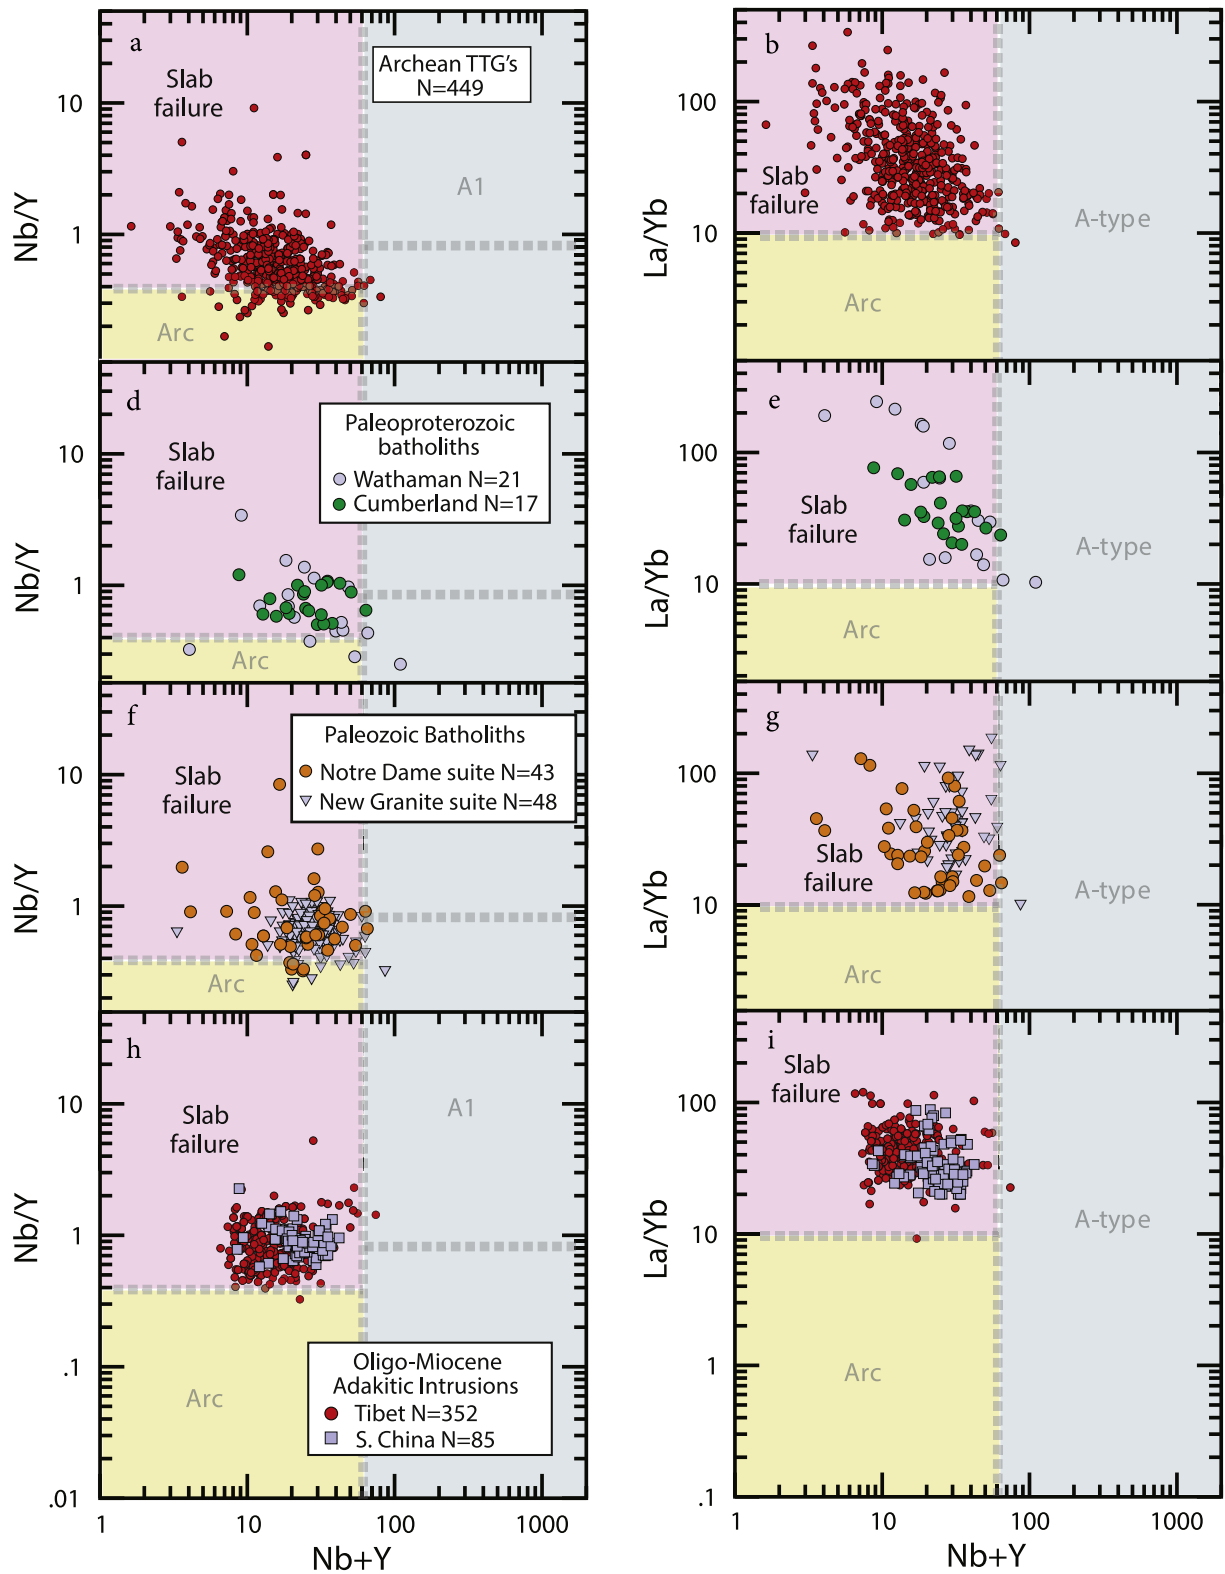 a
Slab
failure
Archean TTG's
N=449
A1
Arc
10
1
Nb/Y
b
Slab
failure
A-type
Arc
100
10
La/Yb
d
Slab
failure
Paleoproterozoic
batholiths
Wathaman N=21
Cumberland N=17
Arc
10
1
Nb/Y
e
Slab
failure
A-type
Arc
100
10
La/Yb
f
Slab
failure
Paleozoic Batholiths
Notre Dame suite N=43
New Granite suite N=48
Arc
10
1
Nb/Y
g
Slab
failure
A-type
Arc
100
10
La/Yb
h
Slab
failure
A1
Arc
Oligo-Miocene
Adakitic Intrusions
Tibet N=352
S. China N=85
10
1
.1
.01
Nb/Y
1 10 100 1000
Nb+Y
i
Slab
failure
A-type
Arc
100
10
1
.1
La/Yb
1 10 100 1000
Nb+Y